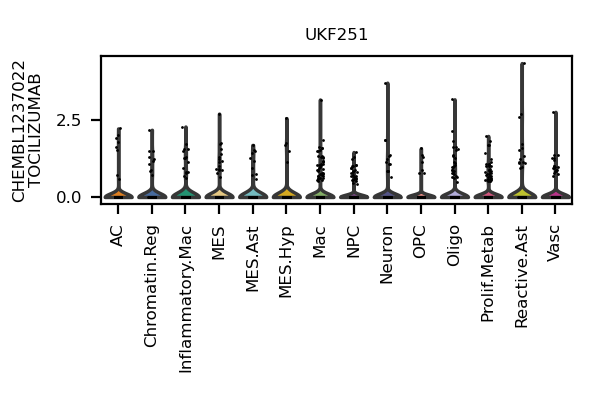 UKF251
CHEMBL1237022
TOCILIZUMAB
2.5
0.0
AC
Chromatin.Reg
Inflammatory.Mac
MES
MES.Ast
MES.Hyp
Mac
NPC
Neuron
OPC
Oligo
Prolif.Metab
Reactive.Ast
Vasc